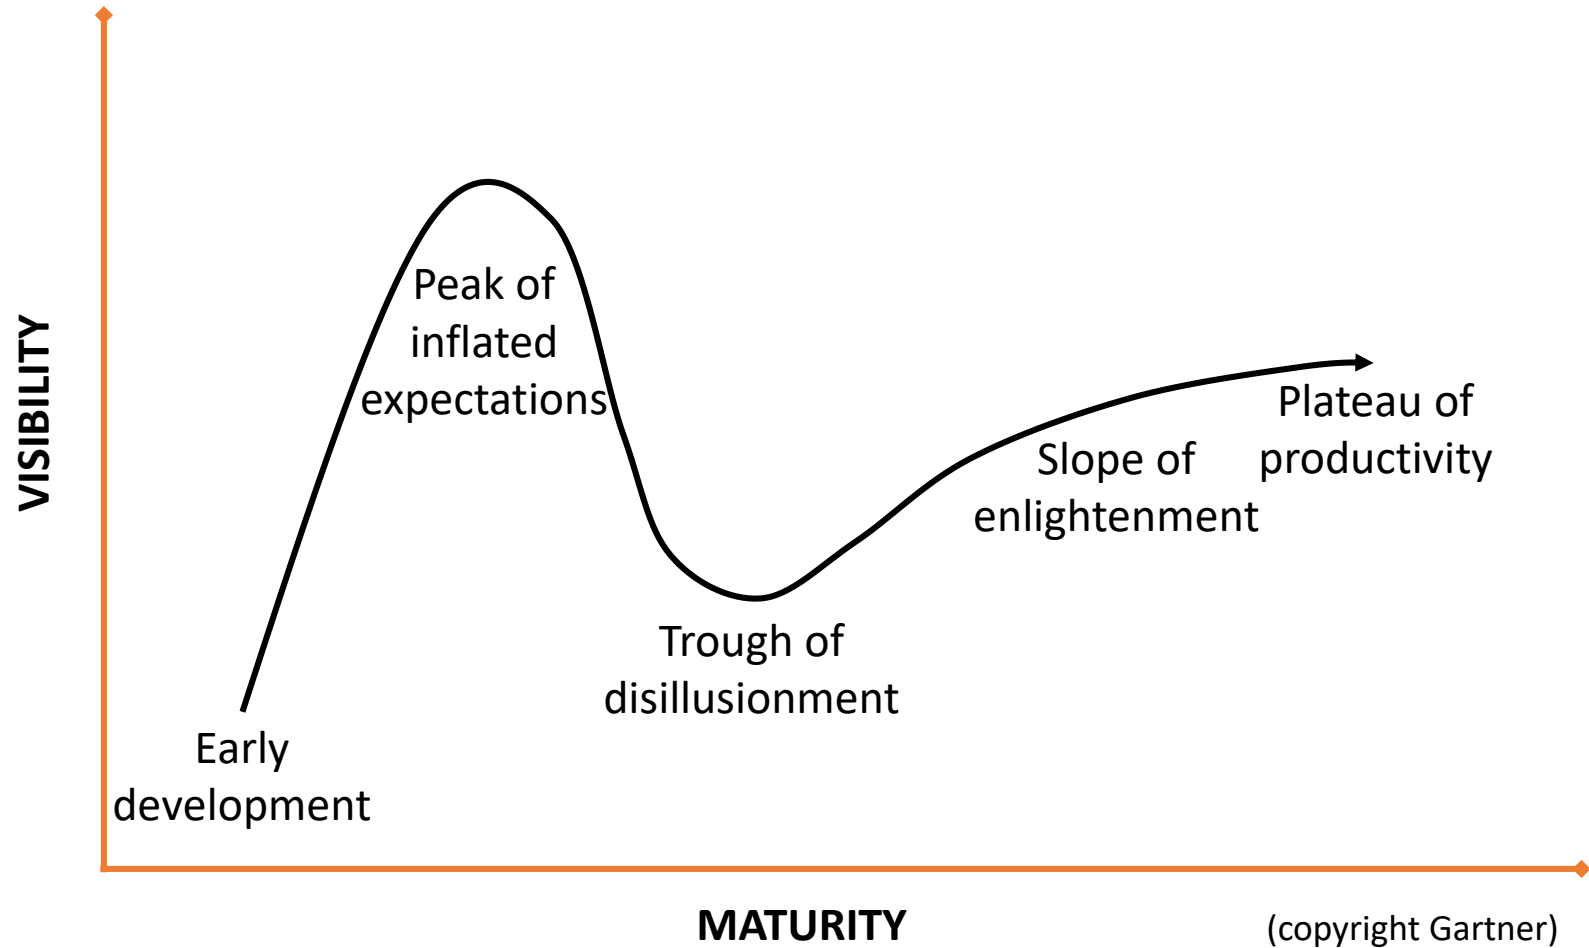 VISIBILITY
Peak of
inflated
expectations
Plateau of
productivity
Slope of
enlightenment
Trough of
disillusionment
Early
development
MATURITY
(copyright Gartner)